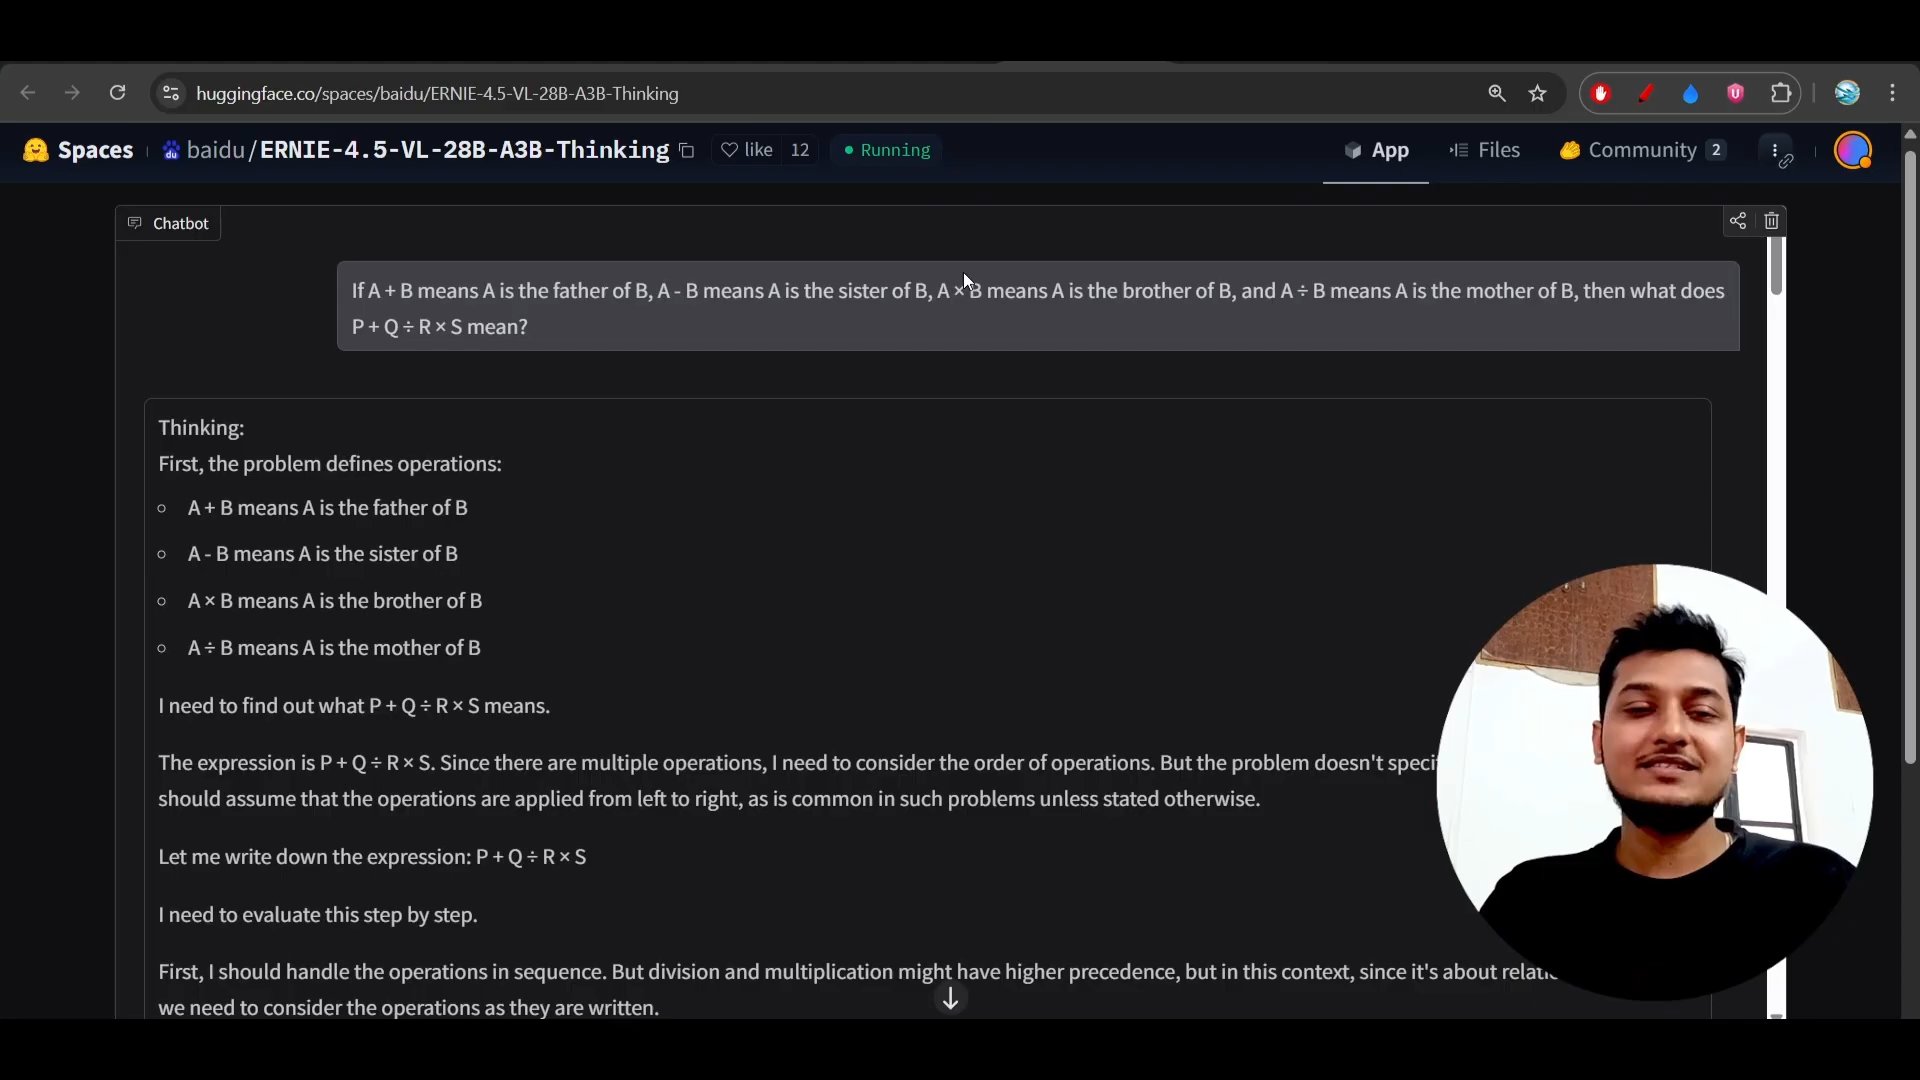 huggingface.co/spaces/baidu/ERNIE-4.5-VL-28B-A3B-Thinking
Spaces
baidu/ERNIE-4.5-VL-28B-A3B-Thinking
like 12
Running
App
Files
Community 2
Chatbot
If A + B means A is the father of B, A - B means A is the sister of B, A × B means A is the brother of B, and A ÷ B means A is the mother of B, then what does
P + Q ÷ R × S mean?
Thinking:
First, the problem defines operations:
A + B means A is the father of B
A - B means A is the sister of B
A × B means A is the brother of B
A ÷ B means A is the mother of B
I need to find out what P + Q ÷ R × S means.
The expression is P + Q ÷ R × S. Since there are multiple operations, I need to consider the order of operations. But the problem doesn't
should assume that the operations are applied from left to right, as is common in such problems unless stated otherwise.
Let me write down the expression: P + Q ÷ R × S
I need to evaluate this step by step.
First, I should handle the operations in sequence. But division and multiplication might have higher precedence, but in this context, since it's about
we need to consider the operations as they are written.